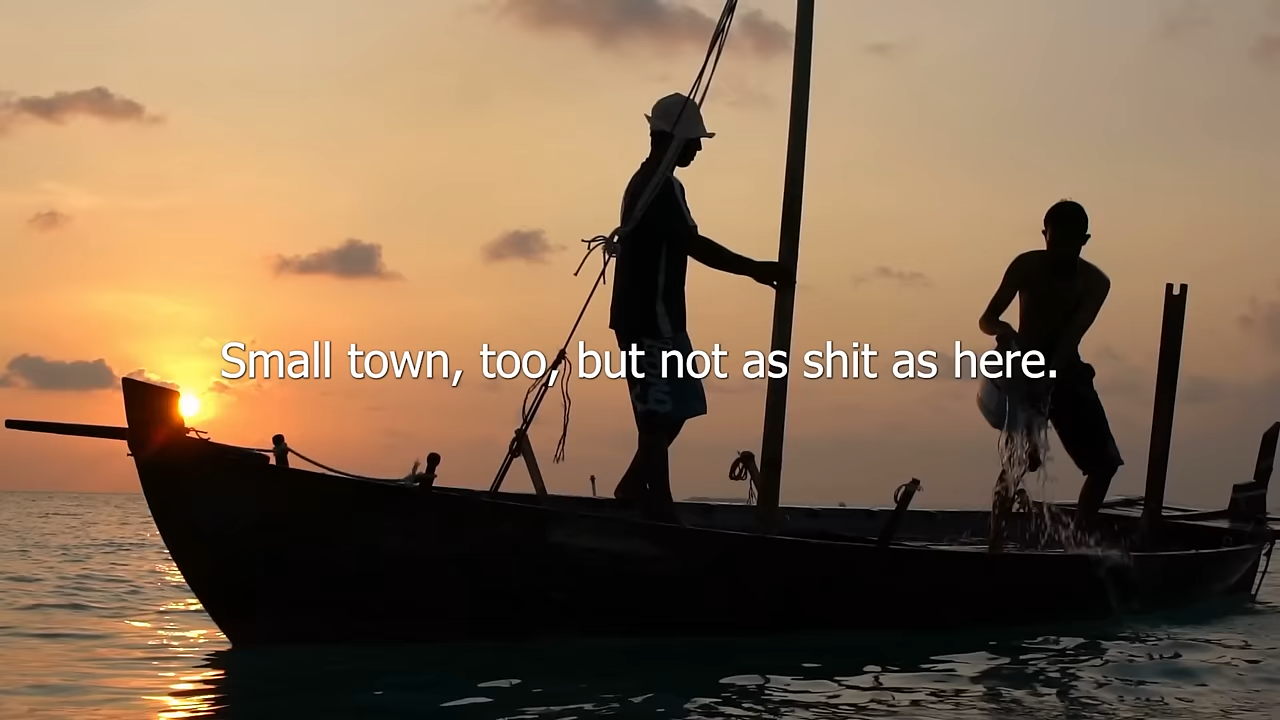 Small town, too, but not as shit as here.